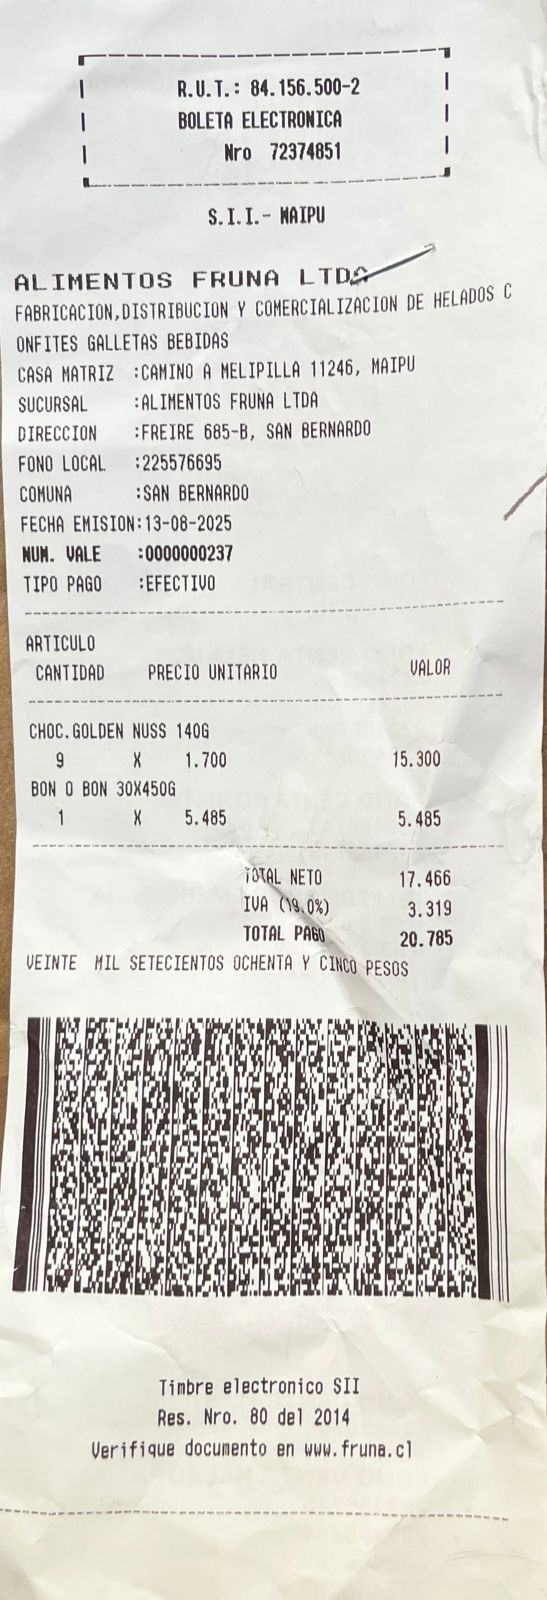 R.U.T.: 84.156.500-2
BOLETA ELECTRONICA
Nro 72374851
S.I.I.- MAIPU
ALIMENTOS FRUNA LTDA
FABRICACION,DISTRIBUCION Y COMERCIALIZACION DE HELADOS C
ONFITES GALLETAS BEBIDAS
CASA MATRIZ :CAMINO A MELIPILLA 11246, MAIPU
SUCURSAL :ALIMENTOS FRUNA LTDA
DIRECCION :FREIRE 685-B, SAN BERNARDO
FONO LOCAL :225576695
COMUNA :SAN BERNARDO
FECHA EMISION:13-08-2025
NUM. VALE :0000000237
TIPO PAGO :EFECTIVO
ARTICULO
CANTIDAD PRECIO UNITARIO VALOR
CHOC.GOLDEN NUSS 140G
9 X 1.700 15.300
BON O BON 30X450G
1 X 5.485 5.485
TOTAL NETO 17.466
IVA (19.0%) 3.319
TOTAL PAGO 20.785
VEINTE MIL SETECIENTOS OCHENTA Y CINCO PESOS
Timbre electronico SII
Res. Nro. 80 del 2014
Verifique documento en www.fruna.cl